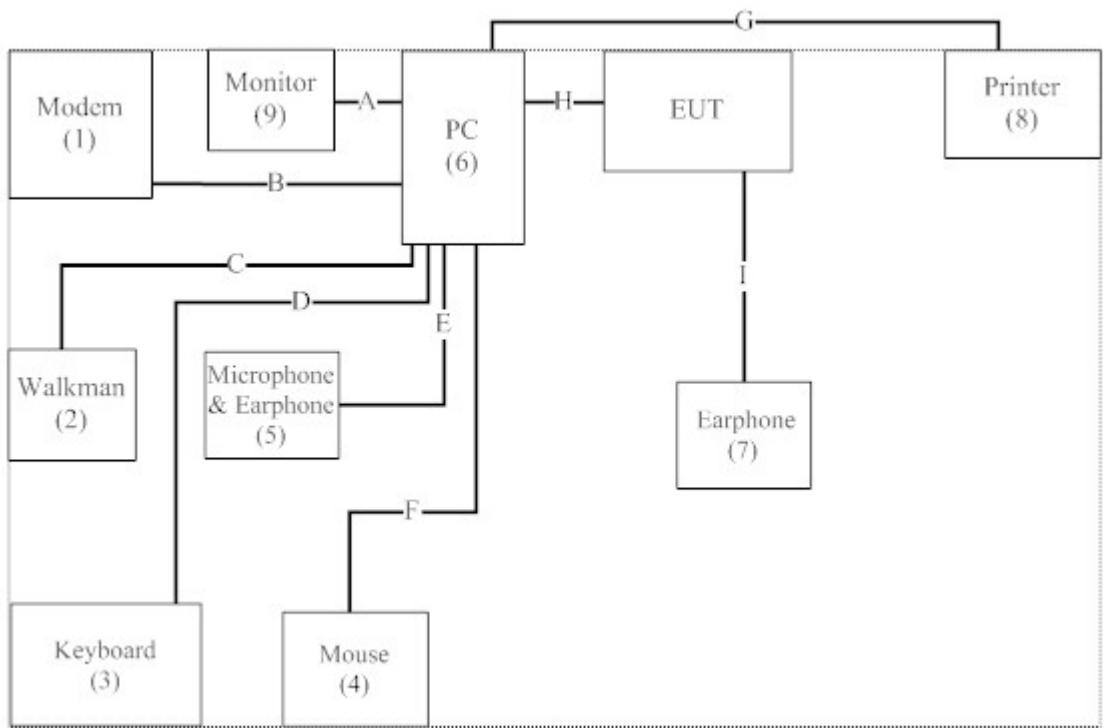 G
Modem
(1)
Monitor
(9)
A
PC
(6)
H
EUT
Printer
(8)
B
C
D
E
I
Walkman
(2)
Microphone
& Earphone
(5)
Earphone
(7)
F
Keyboard
(3)
Mouse
(4)